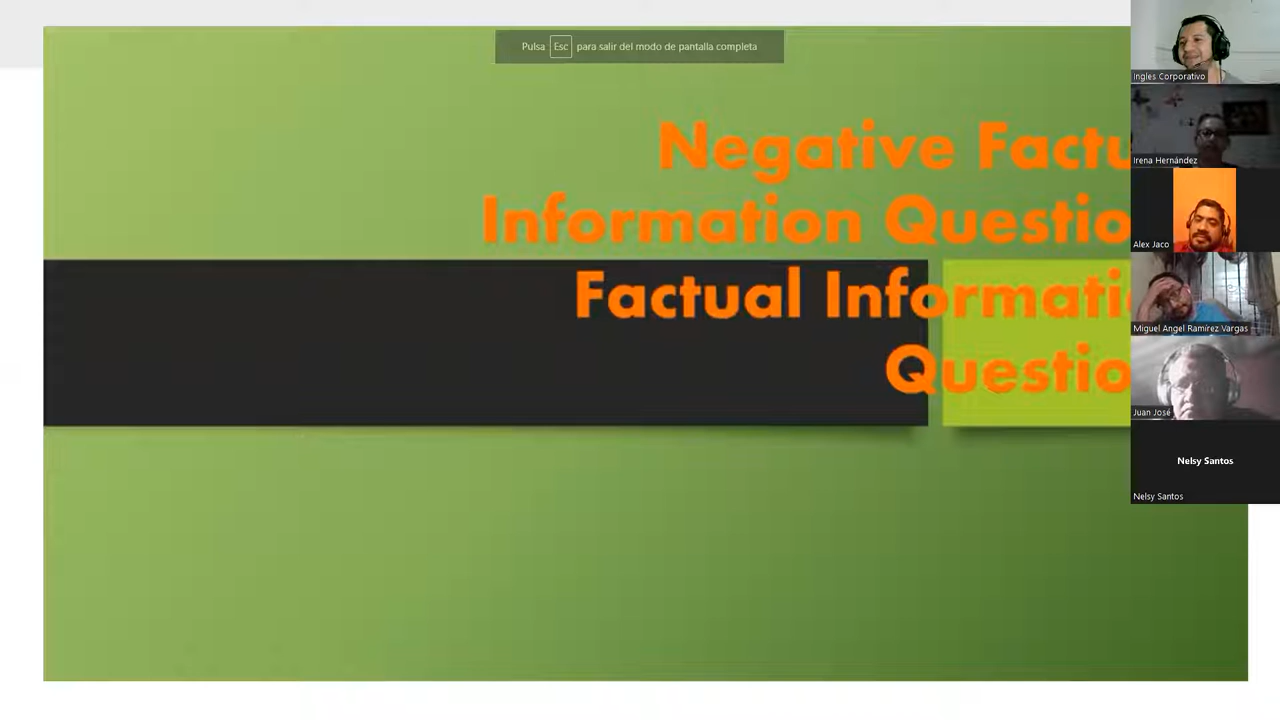 Pulsa Esc para salir del modo de pantalla completa
Negative Factu
Information Questio
Factual Informati
Questio
Ingles Corporativo
Irena Hernández
Alex Jaco
Miguel Angel Ramírez Vargas
Juan José
Nelsy Santos
Nelsy Santos